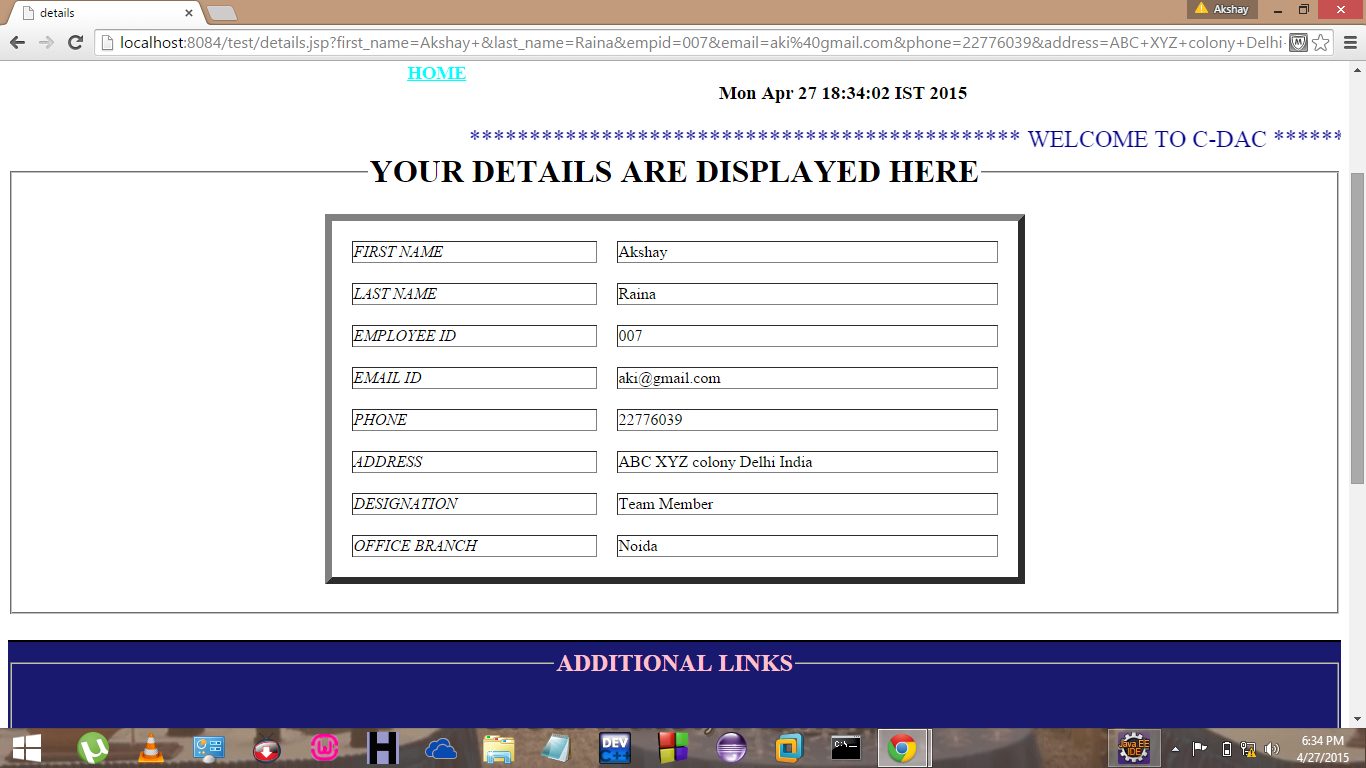 details
Akshay
localhost:8084/test/details.jsp?first_name=Akshay+&last_name=Raina&empid=007&email=aki%40gmail.com&phone=22776039&address=ABC+XYZ+colony+Delhi-
HOME
Mon Apr 27 18:34:02 IST 2015
********************************************** WELCOME TO C-DAC ******
YOUR DETAILS ARE DISPLAYED HERE
FIRST NAME Akshay
LAST NAME Raina
EMPLOYEE ID 007
EMAIL ID aki@gmail.com
PHONE 22776039
ADDRESS ABC XYZ colony Delhi India
DESIGNATION Team Member
OFFICE BRANCH Noida
ADDITIONAL LINKS
DEV
C:\
Java EE
IDE
6:34 PM
4/27/2015